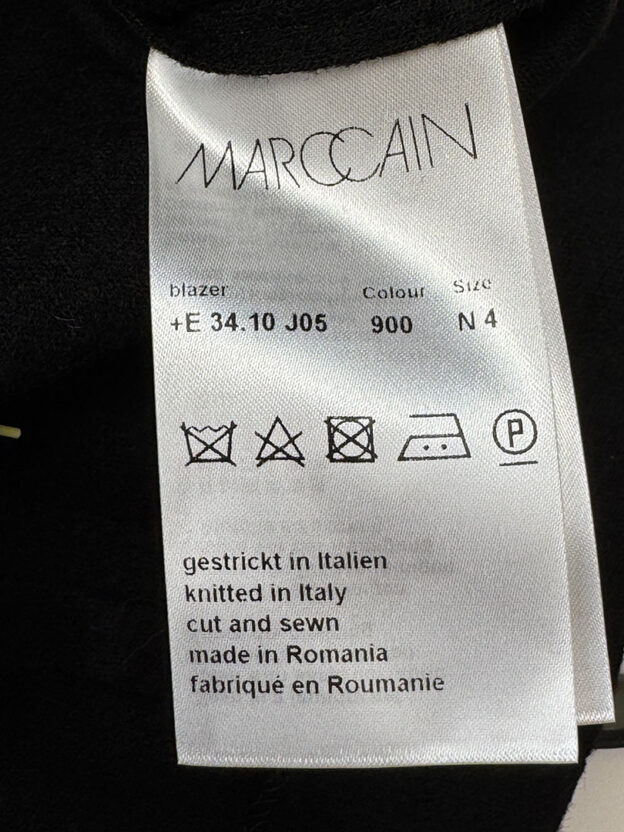 MARCCAIN
blazer Colour Size
+E 34.10 J05 900 N 4
P
gestrickt in Italien
knitted in Italy
cut and sewn
made in Romania
fabriqué en Roumanie